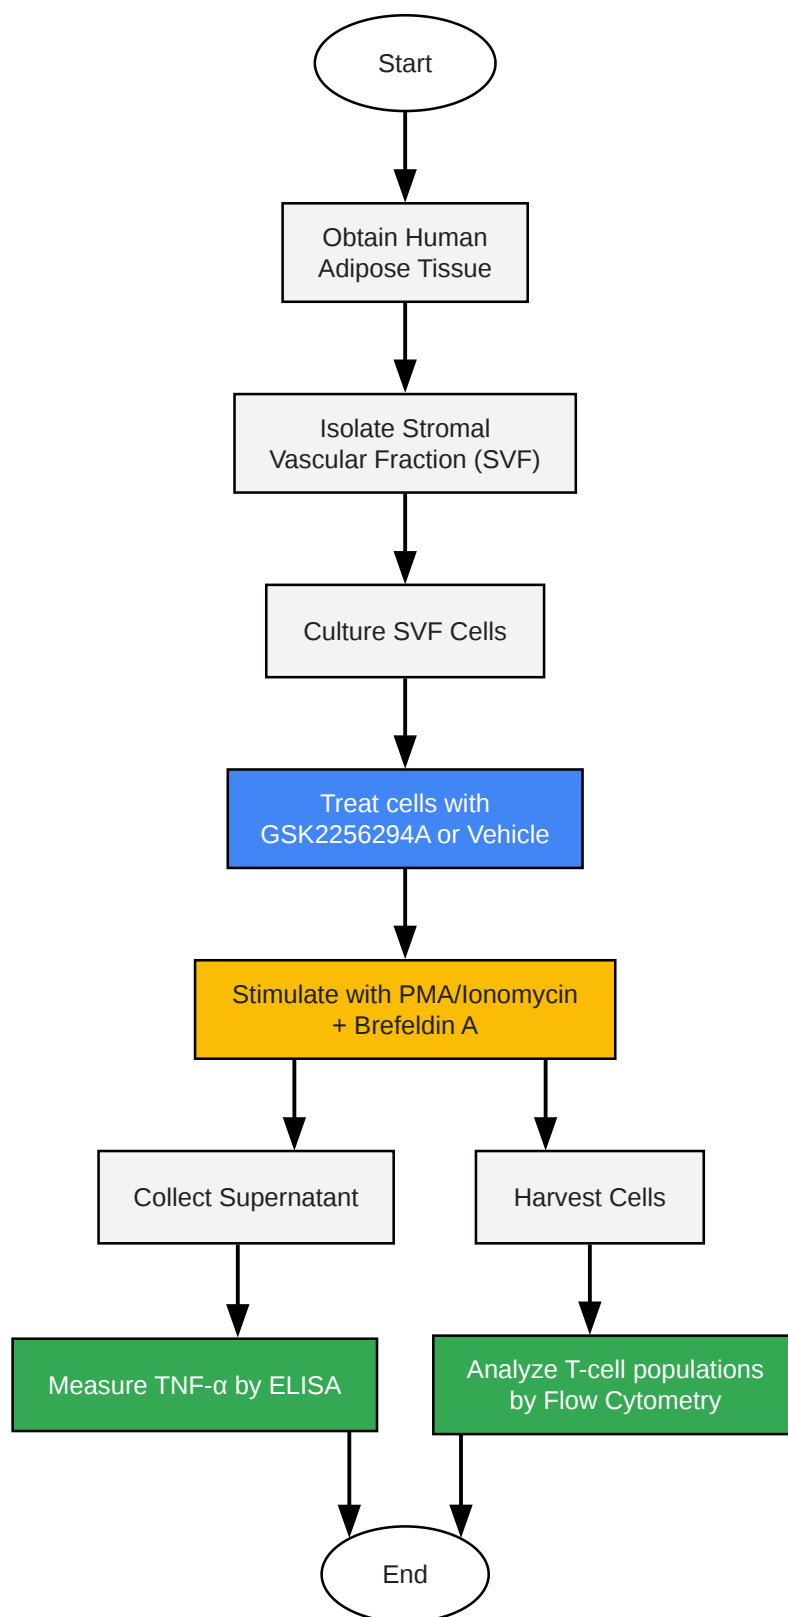 Start
Obtain Human
Adipose Tissue
Isolate Stromal
Vascular Fraction (SVF)
Culture SVF Cells
Treat cells with
GSK2256294A or Vehicle
Stimulate with PMA/Ionomycin
+ Brefeldin A
Collect Supernatant
Harvest Cells
Measure TNF-α by ELISA
Analyze T-cell populations
by Flow Cytometry
End